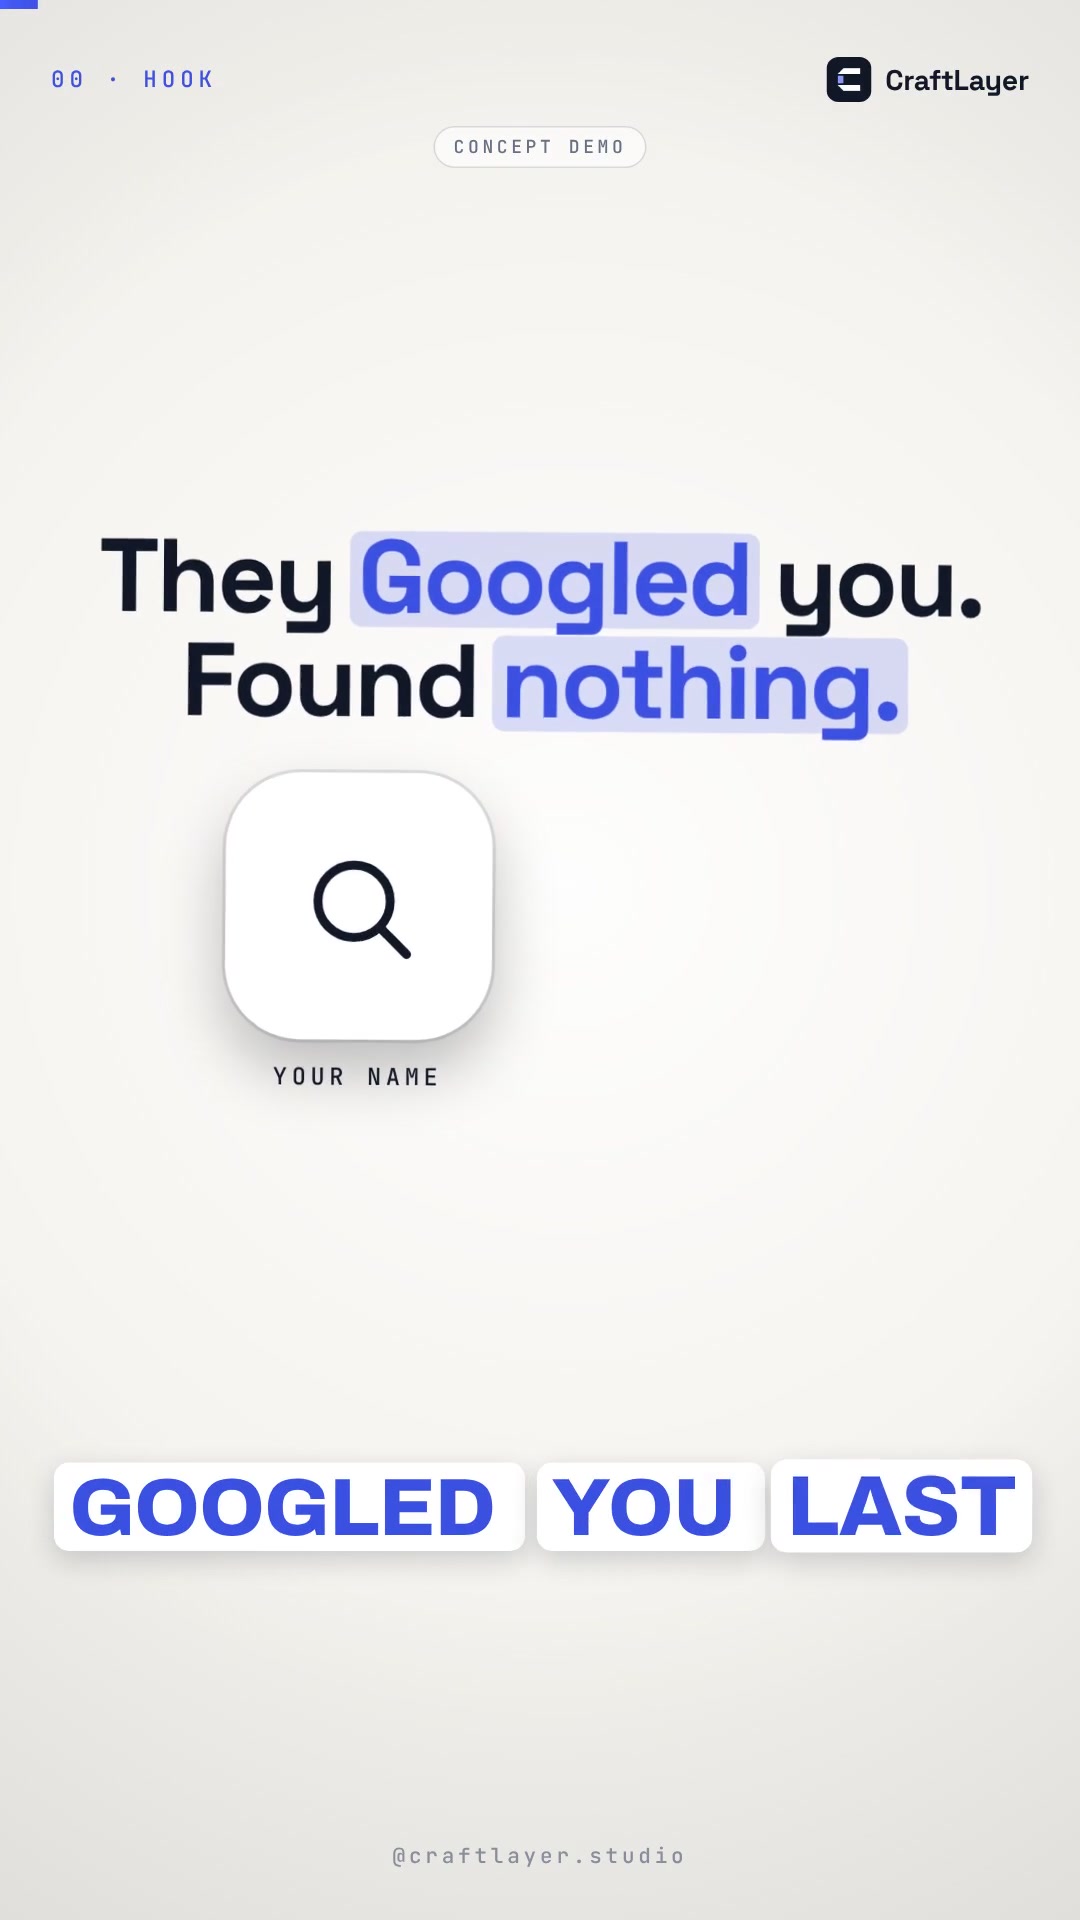 00 · HOOK
CraftLayer
CONCEPT DEMO
They Googled you.
Found nothing.
YOUR NAME
GOOGLED YOU LAST
@craftlayer.studio